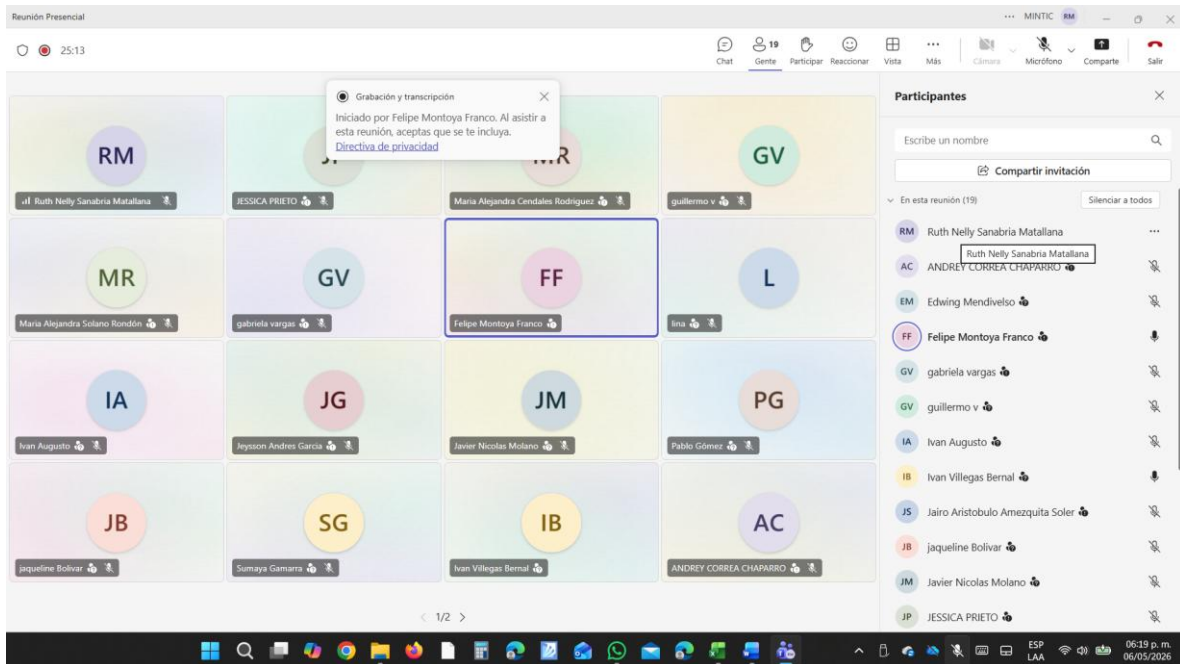 Reunión Presencial
MINTIC RM
25:13
Chat
19
Gente
Participar
Reaccionar
Vista
Más
Cámara
Micrófono
Comparte
Salir
Grabación y transcripción
Iniciado por Felipe Montoya Franco. Al asistir a
esta reunión, aceptas que se te incluya.
Directiva de privacidad
RM
Ruth Nelly Sanabria Matallana
JESSICA PRIETO
Maria Alejandra Cendales Rodriguez
GV
guillermo v
MR
Maria Alejandra Solano Rondón
GV
gabriela vargas
FF
Felipe Montoya Franco
L
lina
IA
Ivan Augusto
JG
Jeysson Andres Garcia
JM
Javier Nicolas Molano
PG
Pablo Gómez
JB
jaqueline Bolivar
SG
Sumaya Gamarra
IB
Ivan Villegas Bernal
AC
ANDREY CORREA CHAPARRO
1/2
Participantes
Escribe un nombre
Compartir invitación
En esta reunión (19)
Silenciar a todos
RM Ruth Nelly Sanabria Matallana
Ruth Nelly Sanabria Matallana
AC ANDREY CORREA CHAPARRO
EM Edwing Mendivelso
FF Felipe Montoya Franco
GV gabriela vargas
GV guillermo v
IA Ivan Augusto
IB Ivan Villegas Bernal
JS Jairo Aristobulo Amezquita Soler
JB jaqueline Bolivar
JM Javier Nicolas Molano
JP JESSICA PRIETO
ESP
LAA
06:19 p. m.
06/05/2026